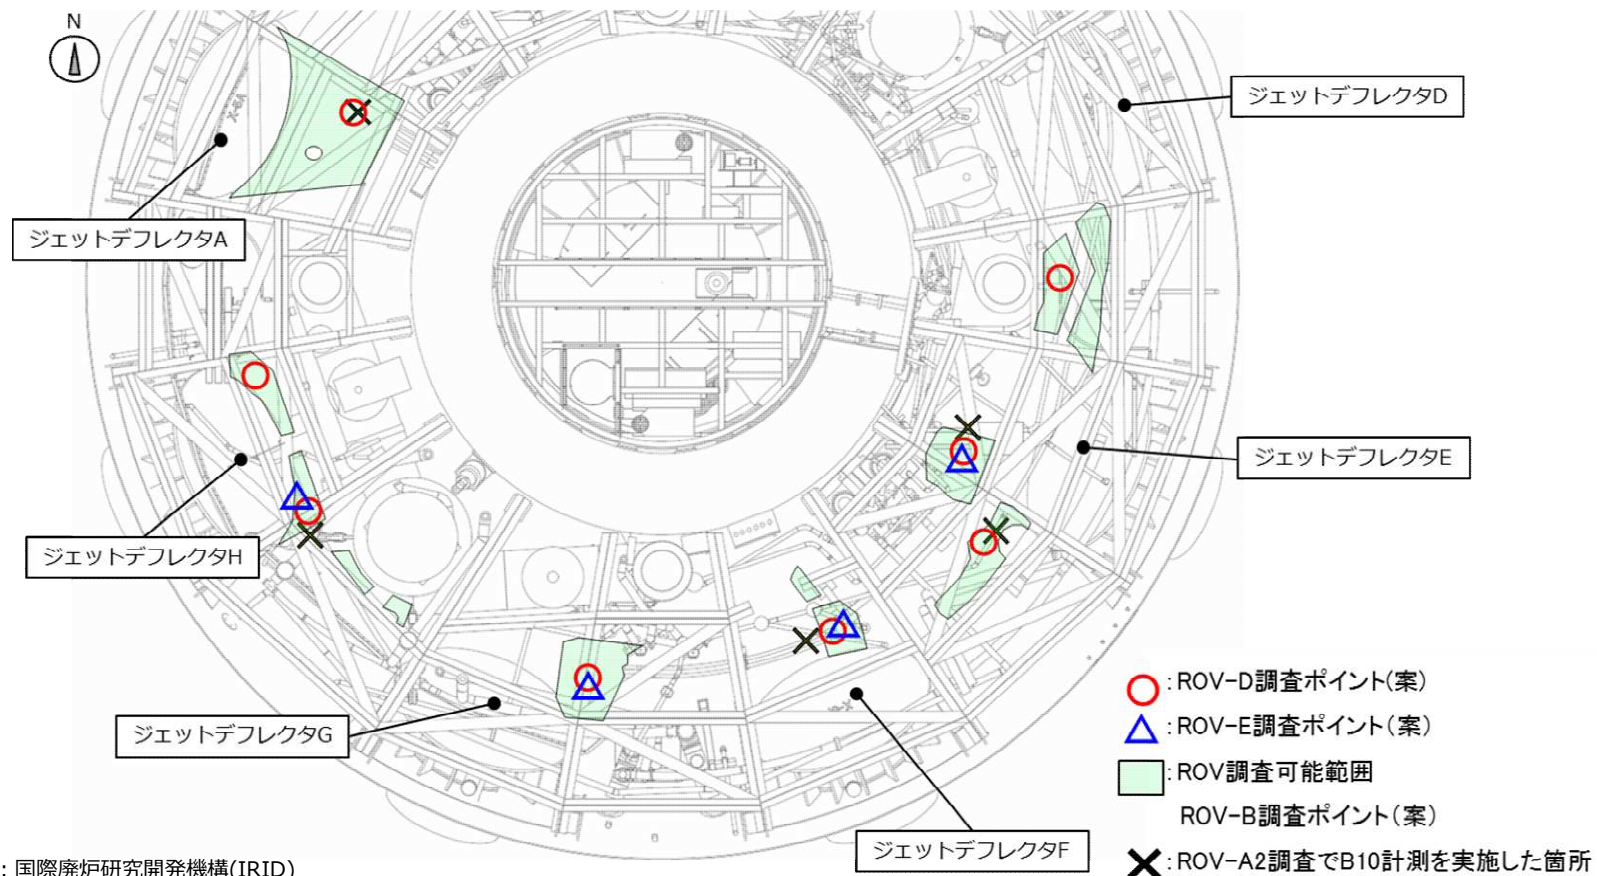 N
ジェットデフレクタD
ジェットデフレクタA
ジェットデフレクタE
ジェットデフレクタH
ジェットデフレクタG
ジェットデフレクタF
:ROV-D調査ポイント(案)
:ROV-E調査ポイント(案)
:ROV調査可能範囲
ROV-B調査ポイント(案)
:ROV-A2調査でB10計測を実施した箇所
:国際廃炉研究開発機構(IRID)